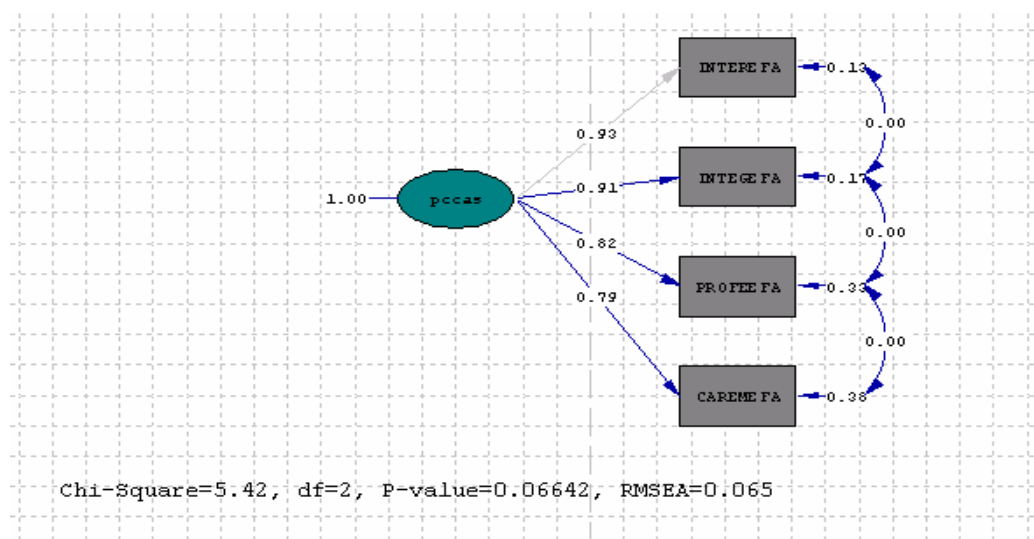 INTEREFA
0.13
0.93
0.00
INTEGEFA
0.17
0.91
1.00
pccas
0.00
0.82
PROFEEFA
0.33
0.79
0.00
CAREMEFA
0.38
Chi-Square=5.42, df=2, P-value=0.06642, RMSEA=0.065